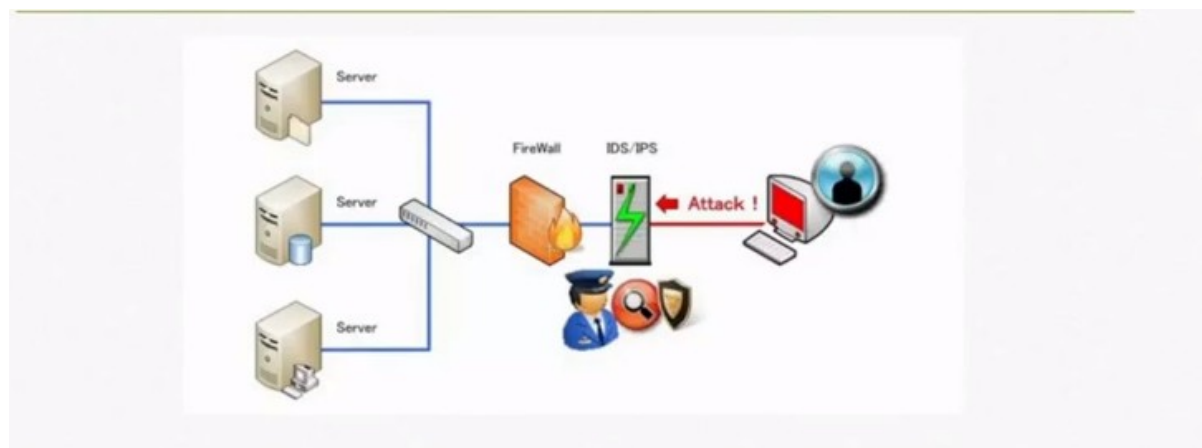 Server
FireWall
IDS/IPS
Server
Attack !
Server